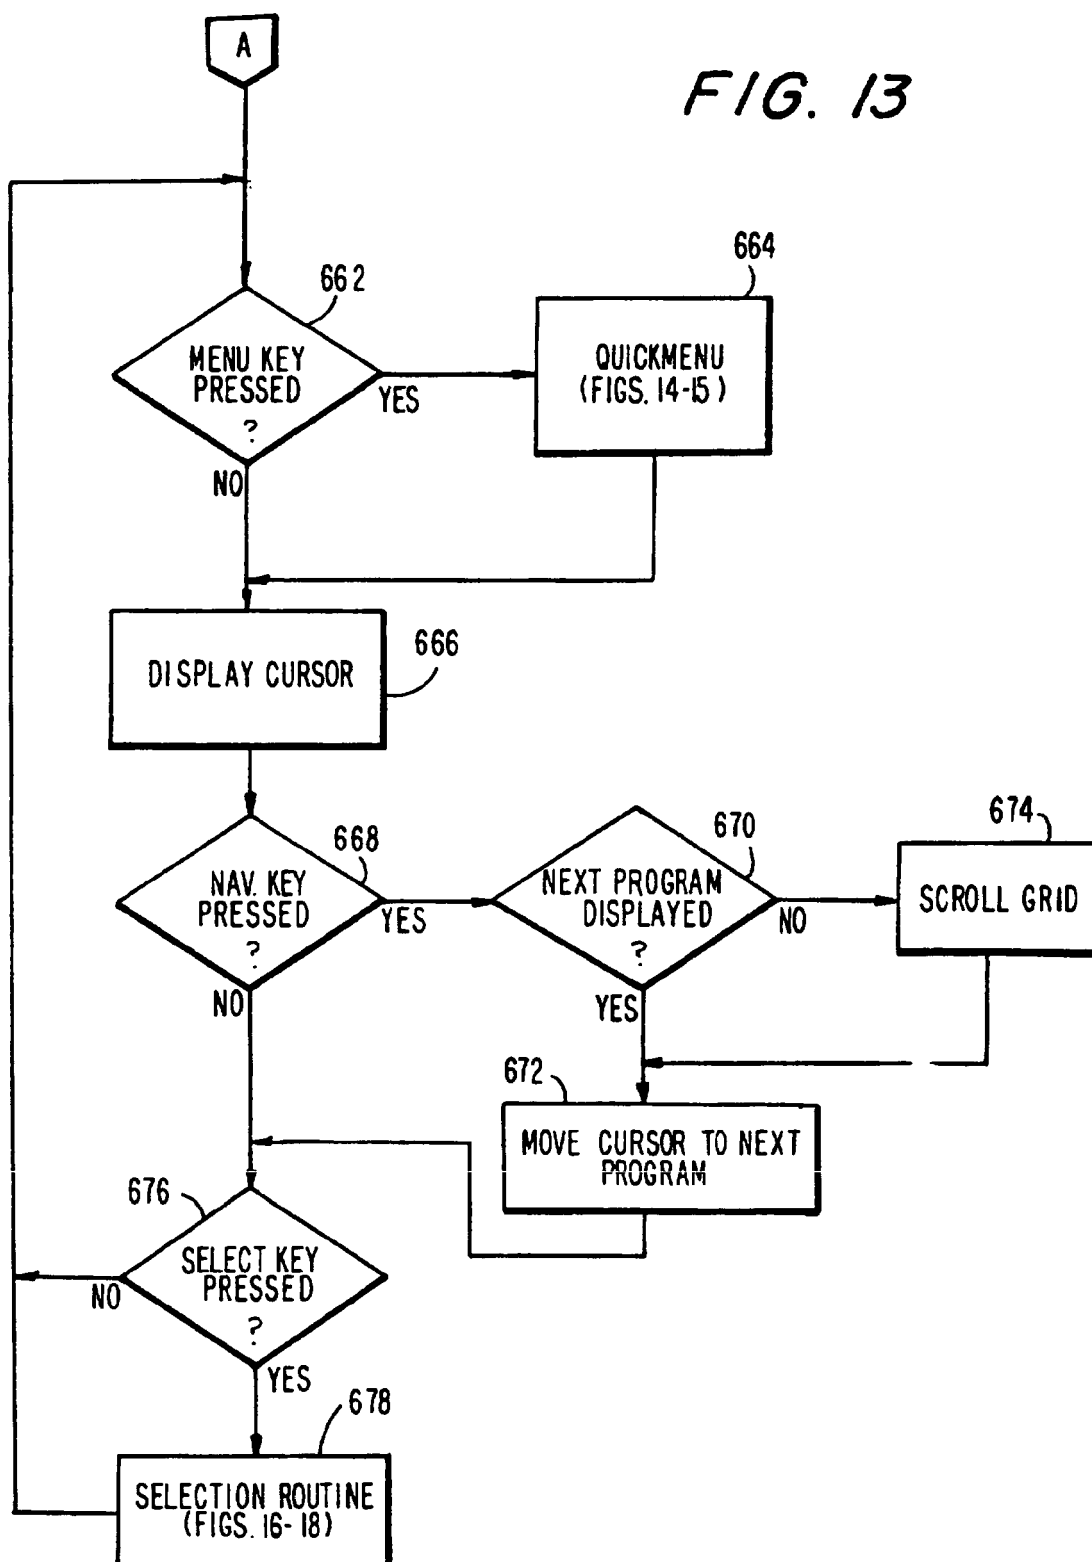 A
FIG. 13
662
664
MENU KEY
PRESSED
?
YES
NO
QUICKMENU
(FIGS. 14-15)
DISPLAY CURSOR
666
668
NAV. KEY
PRESSED
?
YES
NO
670
NEXT PROGRAM
DISPLAYED
?
NO
YES
674
SCROLL GRID
672
MOVE CURSOR TO NEXT
PROGRAM
676
SELECT KEY
PRESSED
?
NO
YES
678
SELECTION ROUTINE
(FIGS. 16-18)